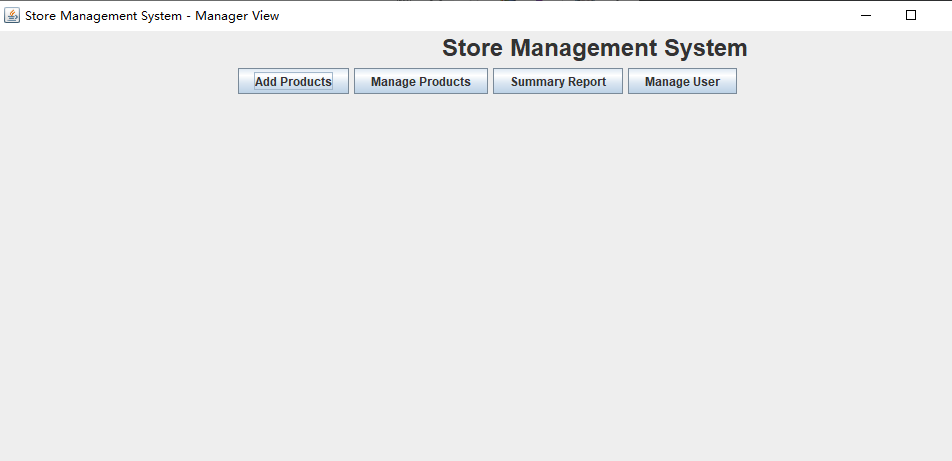 Store Management System - Manager View
Store Management System
Add Products Manage Products Summary Report Manage User